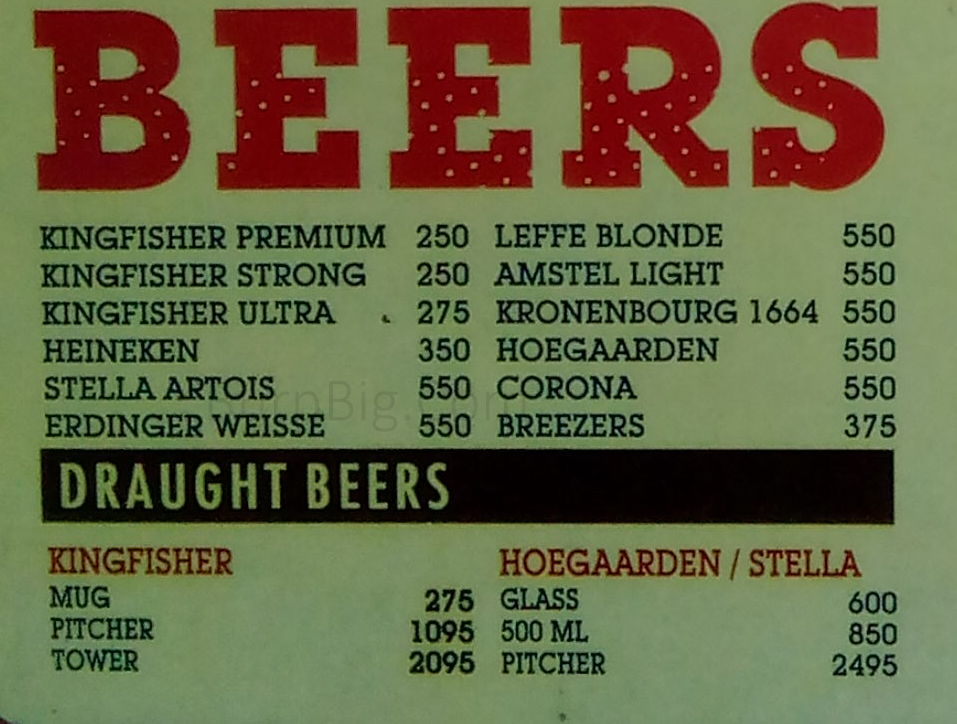 BEERS
KINGFISHER PREMIUM 250
KINGFISHER STRONG 250
KINGFISHER ULTRA 275
HEINEKEN 350
STELLA ARTOIS 550
ERDINGER WEISSE 550
LEFFE BLONDE 550
AMSTEL LIGHT 550
KRONENBOURG 1664 550
HOEGAARDEN 550
CORONA 550
BREEZERS 375
DRAUGHT BEERS
KINGFISHER
MUG 275
PITCHER 1095
TOWER 2095
HOEGAARDEN / STELLA
GLASS 600
500 ML 850
PITCHER 2495